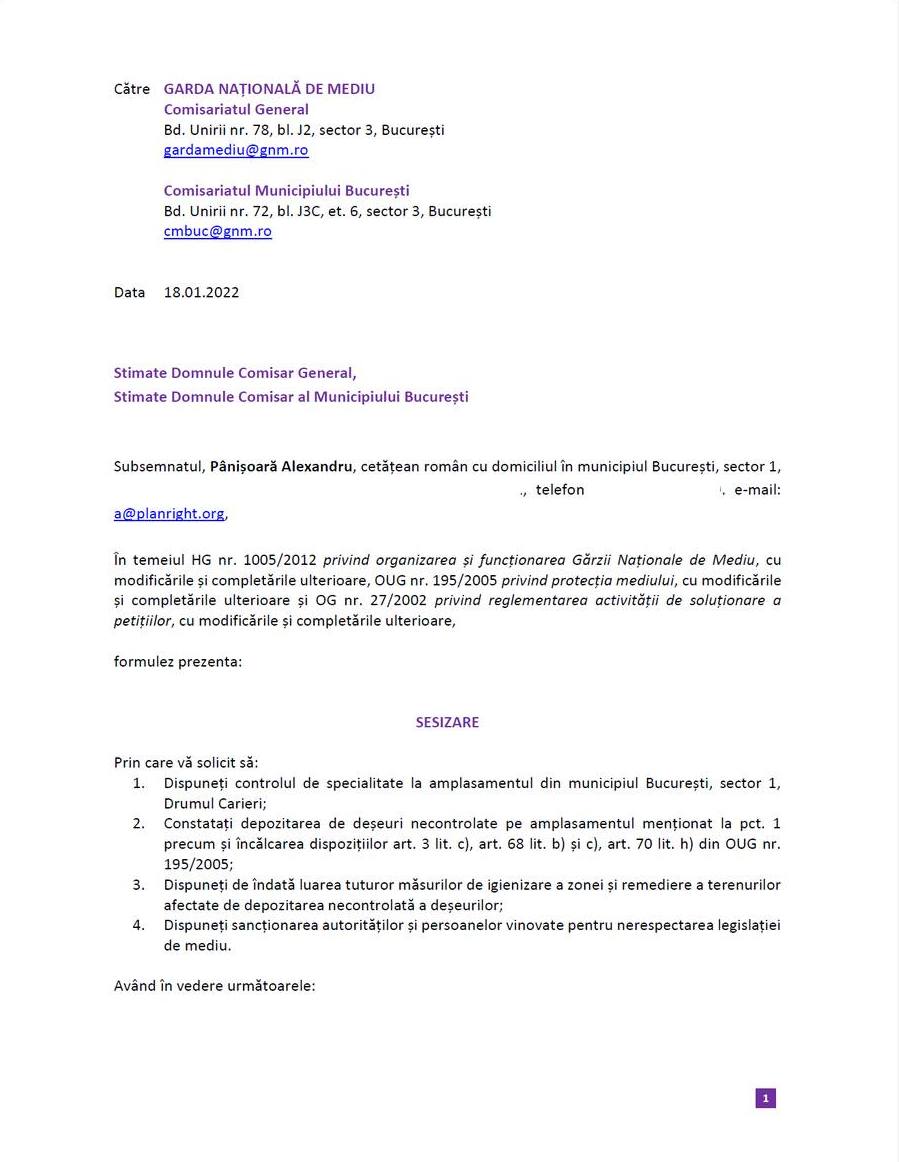 Către GARDA NAȚIONALĂ DE MEDIU
Comisariatul General
Bd. Unirii nr. 78, bl. J2, sector 3, București
gardamediu@gnm.ro
Comisariatul Municipiului București
Bd. Unirii nr. 72, bl. J3C, et. 6, sector 3, București
cmbuc@gnm.ro
Data 18.01.2022
Stimate Domnule Comisar General,
Stimate Domnule Comisar al Municipiului București
Subsemnatul, Pânișoară Alexandru, cetățean român cu domiciliul în municipiul București, sector 1,
., telefon . e-mail:
a@planright.org,
În temeiul HG nr. 1005/2012 privind organizarea și funcționarea Gărzii Naționale de Mediu, cu
modificările și completările ulterioare, OUG nr. 195/2005 privind protecția mediului, cu modificările
și completările ulterioare și OG nr. 27/2002 privind reglementarea activității de soluționare a
petițiilor, cu modificările și completările ulterioare,
formulez prezenta:
SESIZARE
Prin care vă solicit să:
1. Dispuneți controlul de specialitate la amplasamentul din municipiul București, sector 1,
Drumul Carieri;
2. Constatați depozitarea de deșeuri necontrolate pe amplasamentul menționat la pct. 1
precum și încălcarea dispozițiilor art. 3 lit. c), art. 68 lit. b) și c), art. 70 lit. h) din OUG nr.
195/2005;
3. Dispuneți de îndată luarea tuturor măsurilor de igienizare a zonei și remediere a terenurilor
afectate de depozitarea necontrolată a deșeurilor;
4. Dispuneți sancționarea autorităților și persoanelor vinovate pentru nerespectarea legislației
de mediu.
Având în vedere următoarele:
1